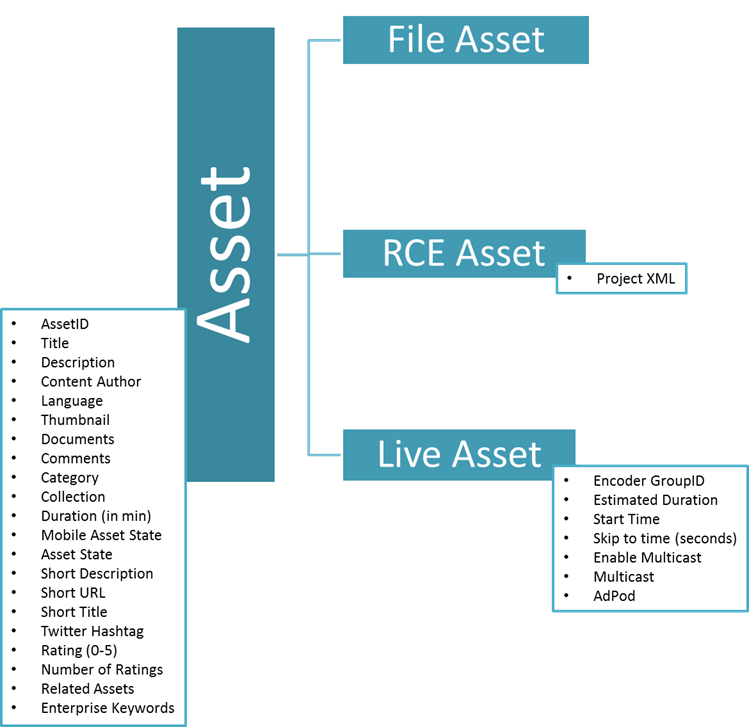 File Asset
Asset
RCE Asset
• Project XML
• AssetID
• Title
• Description
• Content Author
• Language
• Thumbnail
• Documents
• Comments
• Category
• Collection
• Duration (in min)
• Mobile Asset State
• Asset State
• Short Description
• Short URL
• Short Title
• Twitter Hashtag
• Rating (0-5)
• Number of Ratings
• Related Assets
• Enterprise Keywords
Live Asset
• Encoder GroupID
• Estimated Duration
• Start Time
• Skip to time (seconds)
• Enable Multicast
• Multicast
• AdPod